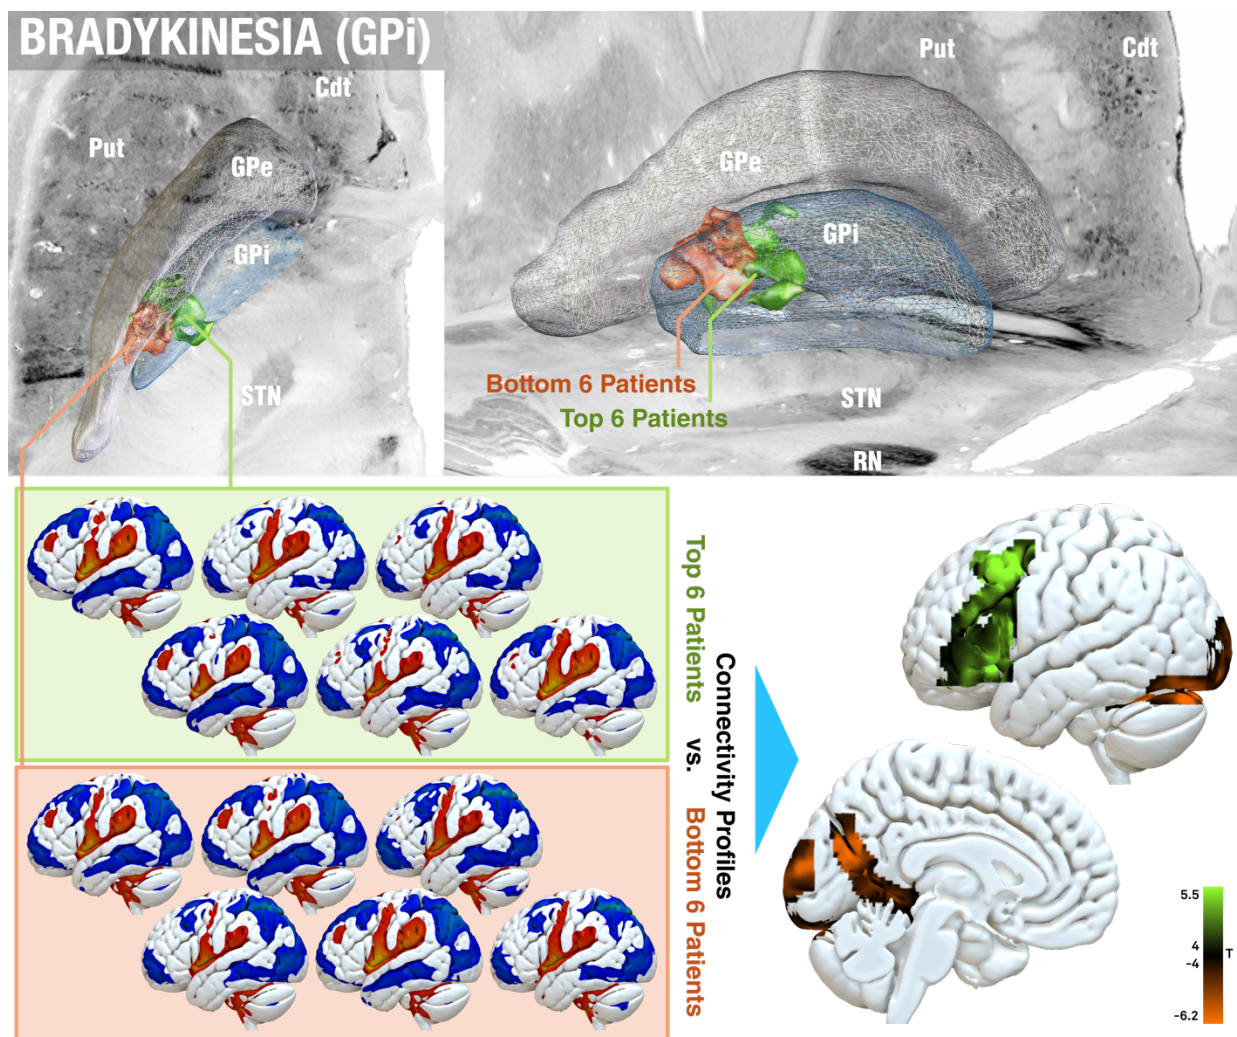 BRADYKINESIA (GPi)
Cdt
Put
GPe
GPi
STN
Put
Cdt
GPe
GPi
Bottom 6 Patients
Top 6 Patients
STN
RN
Top 6 Patients vs. Bottom 6 Patients
Connectivity Profiles
5.5
4
-4
T
-6.2